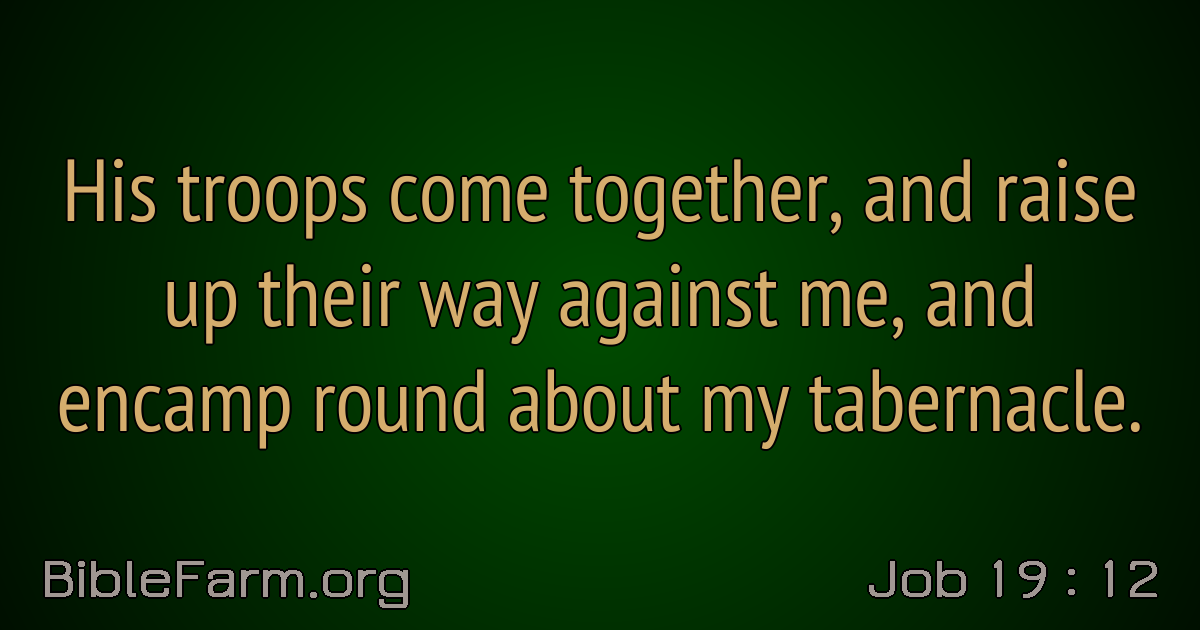 His troops come together, and raise
up their way against me, and
encamp round about my tabernacle.
BibleFarm.org
Job 19 : 12